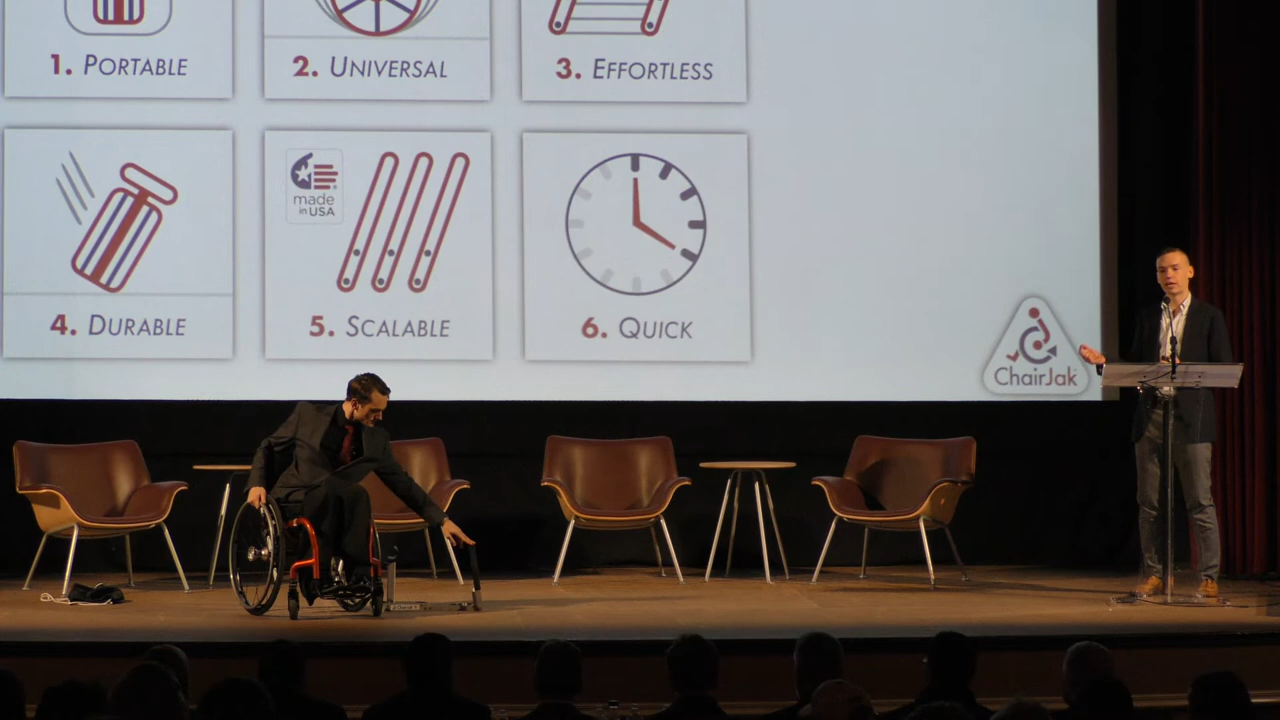 1. PORTABLE
2. UNIVERSAL
3. EFFORTLESS
made
in USA
4. DURABLE
5. SCALABLE
6. QUICK
ChairJak